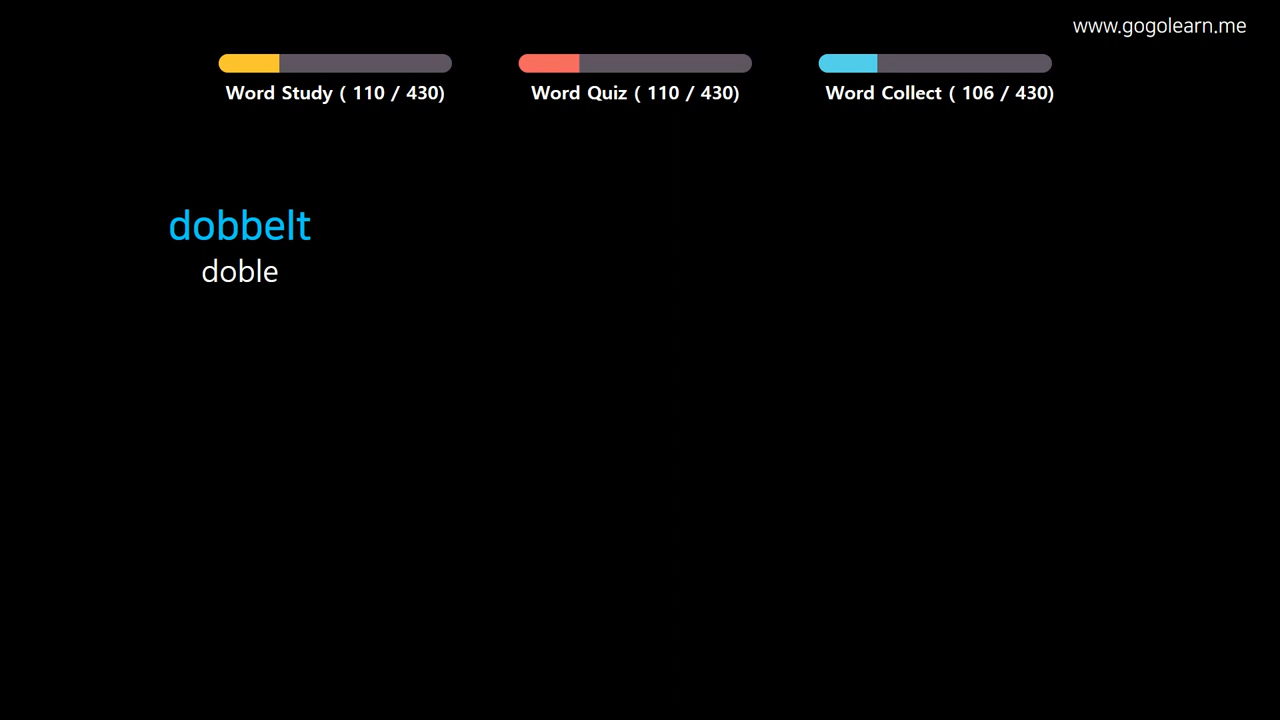 www.gogolearn.me
Word Study ( 110 / 430)
Word Quiz ( 110 / 430)
Word Collect ( 106 / 430)
dobbelt
doble